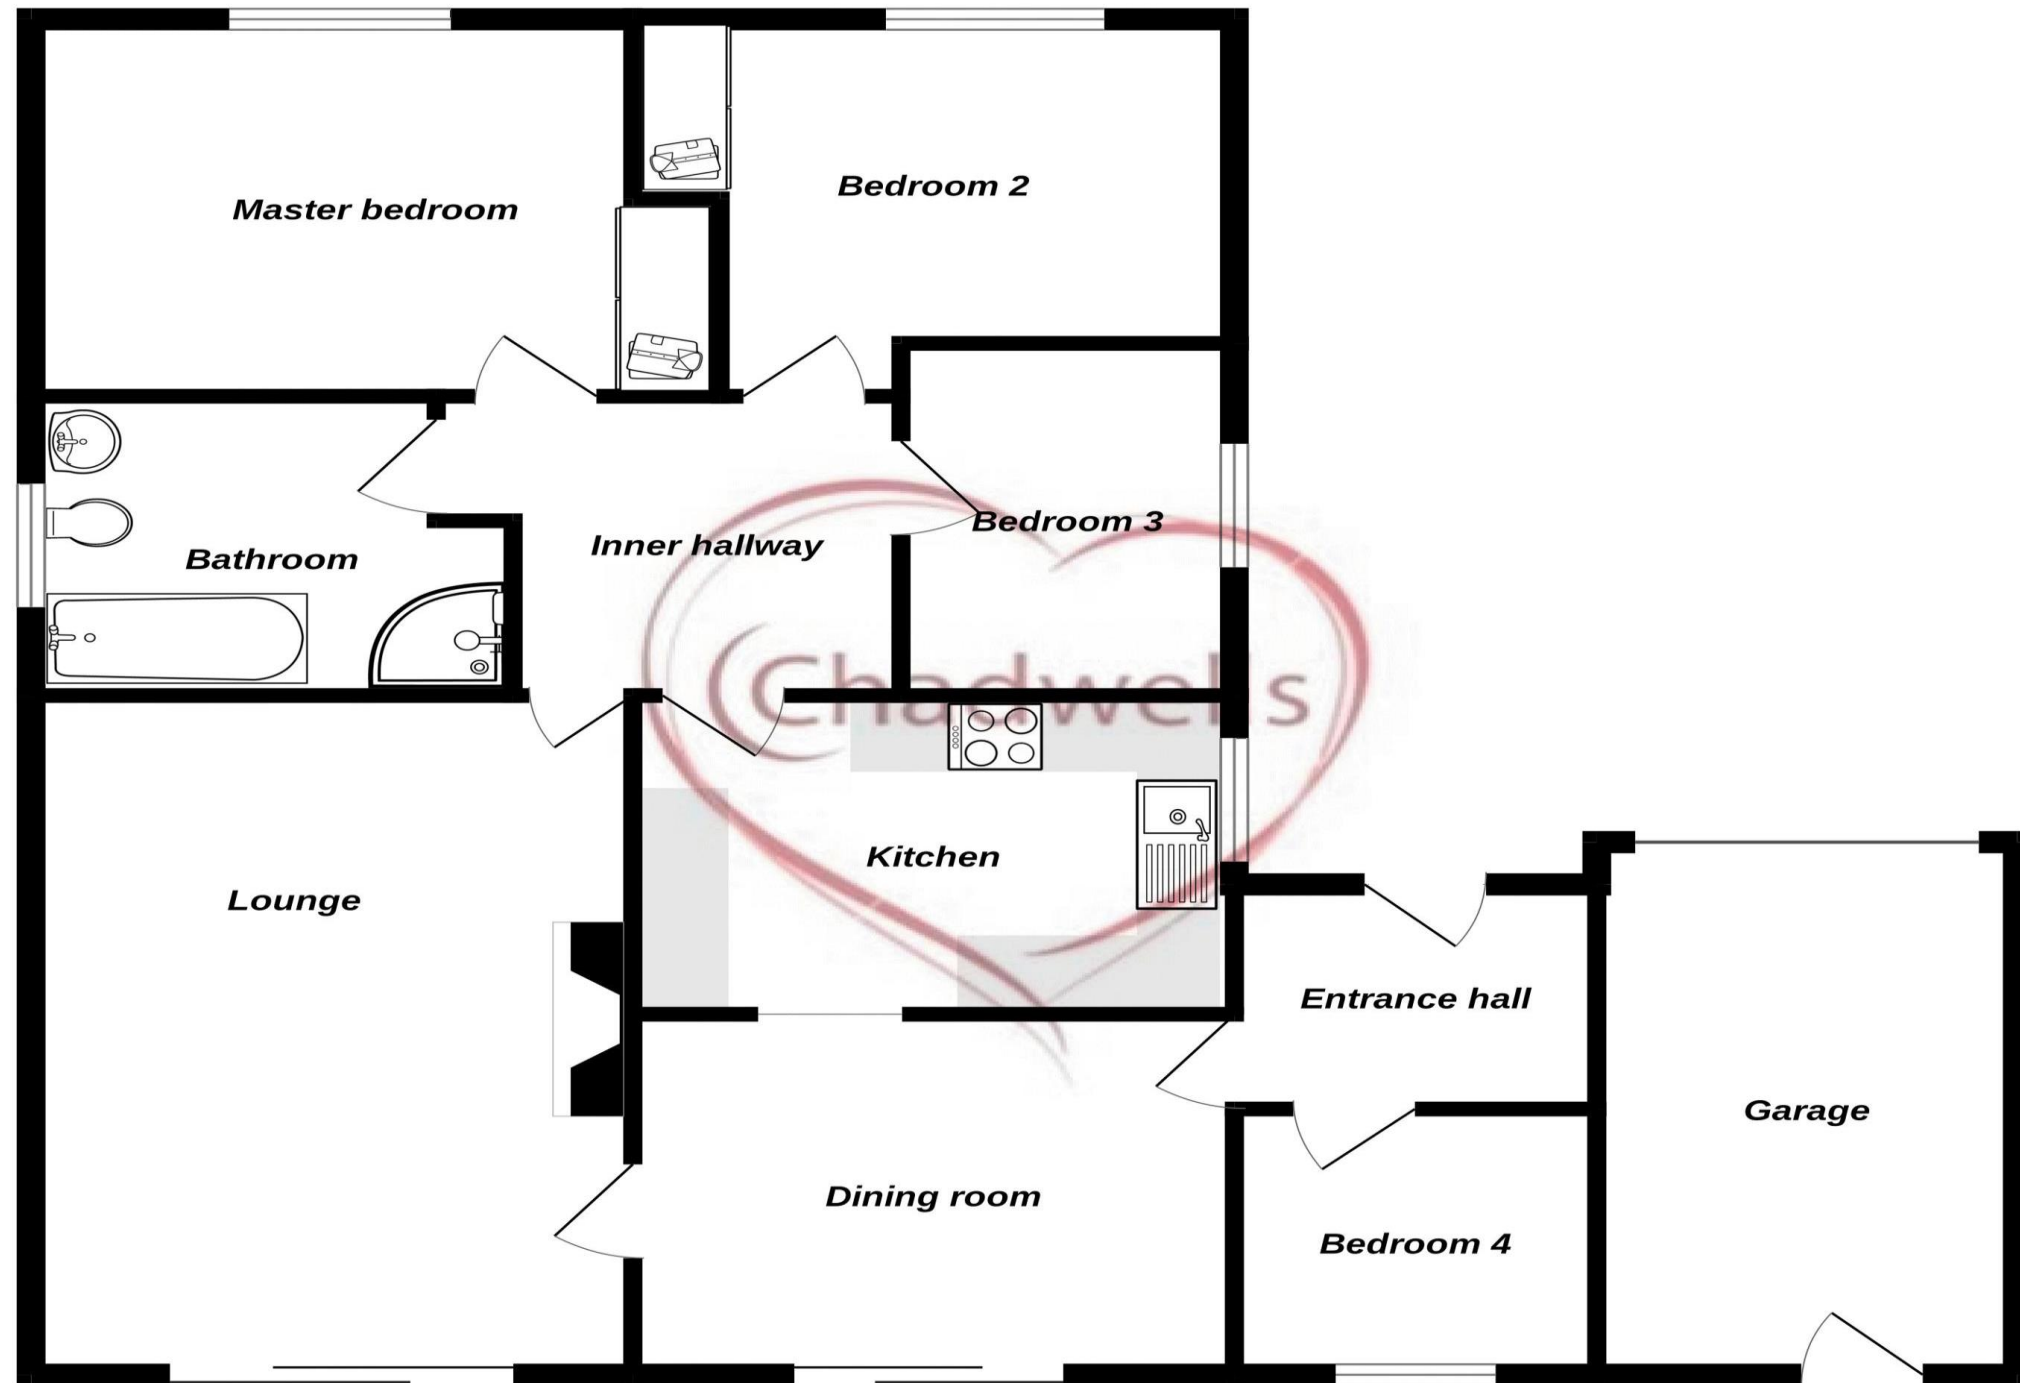 Master bedroom
Bedroom 2
Bathroom
Inner hallway
Bedroom 3
Chadwells
Lounge
Kitchen
Entrance hall
Garage
Dining room
Bedroom 4